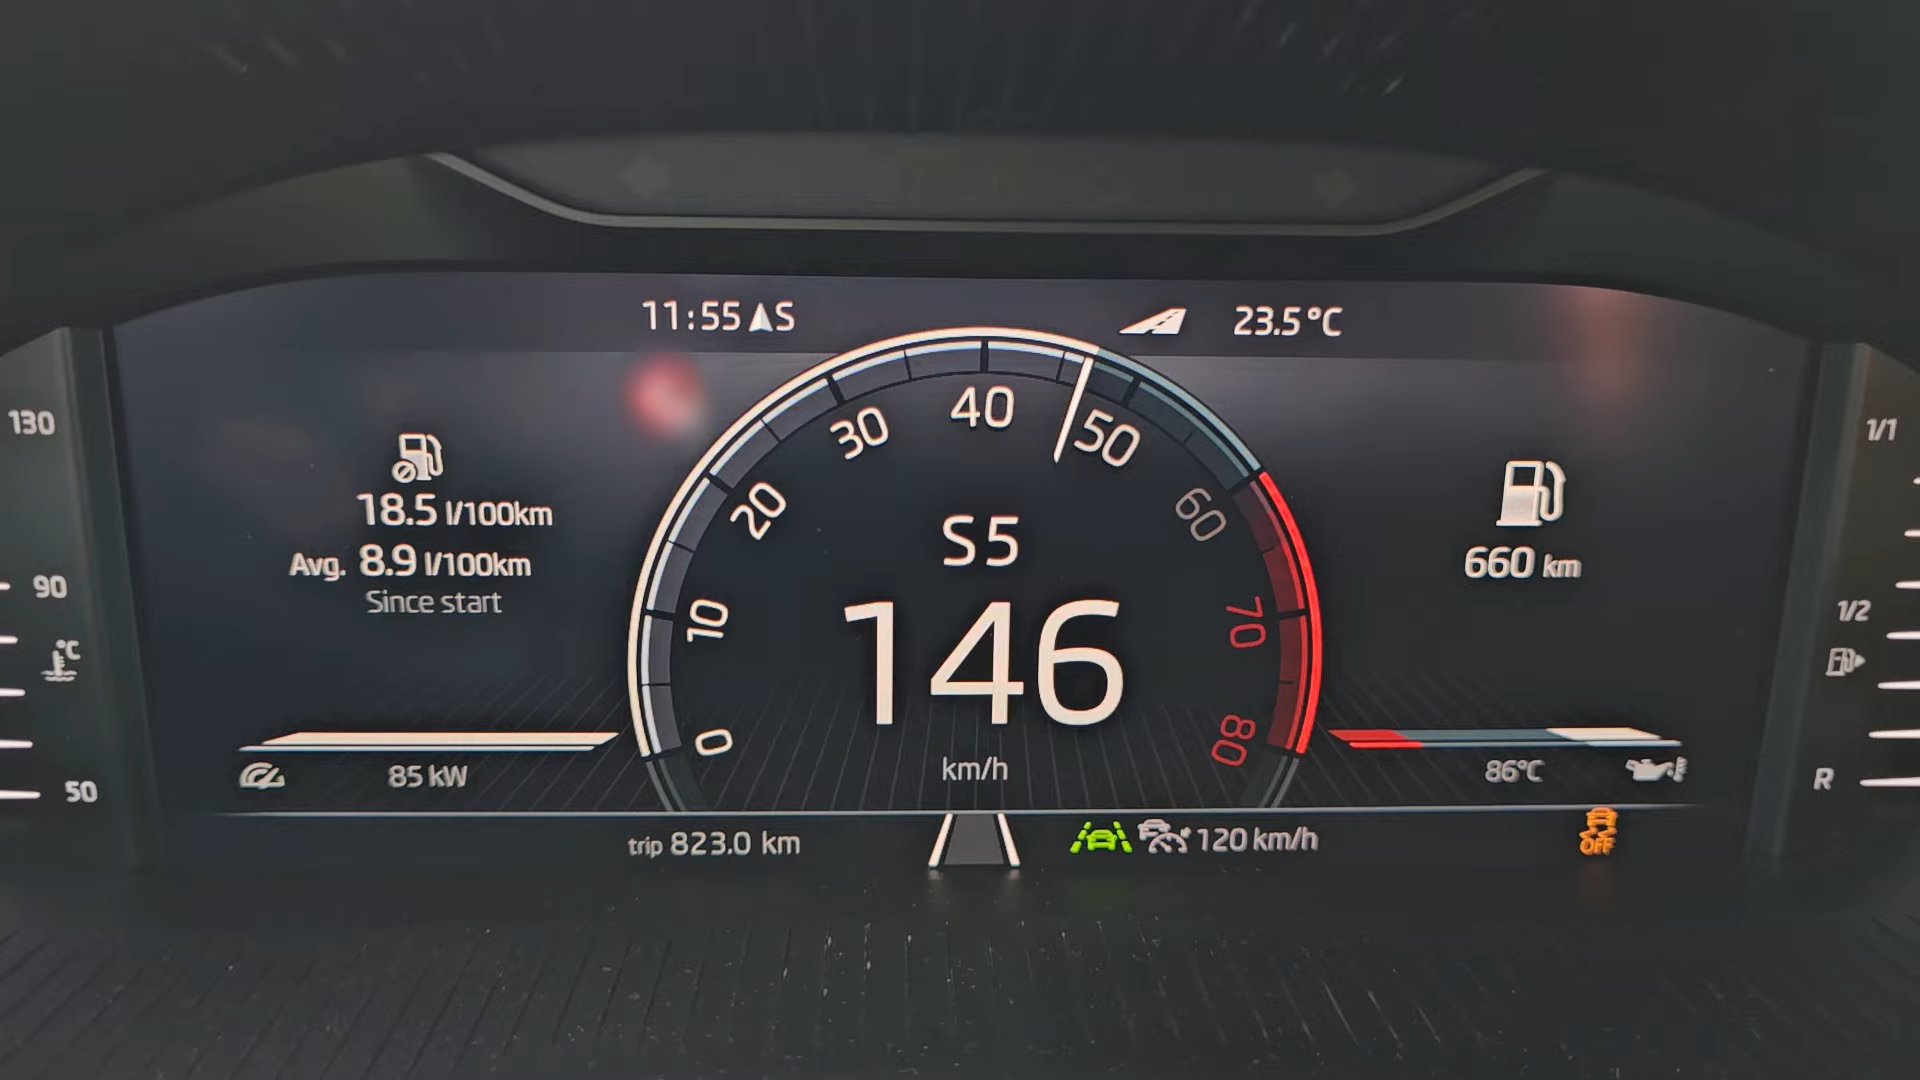 11:55 S
23.5°C
130
90
°C
50
18.5 l/100km
Avg. 8.9 l/100km
Since start
85 kW
0
10
20
30
40
50
60
70
80
S5
146
km/h
660 km
86°C
1/1
1/2
R
trip 823.0 km
120 km/h
OFF